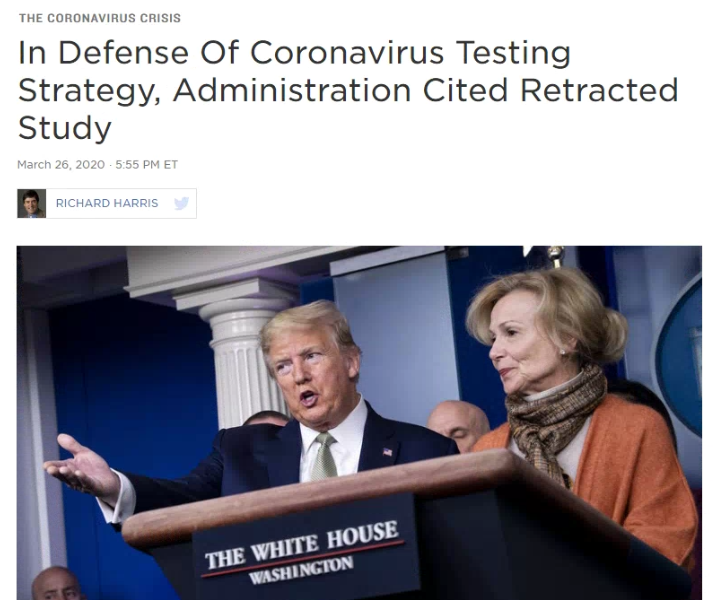 THE CORONAVIRUS CRISIS
In Defense Of Coronavirus Testing
Strategy, Administration Cited Retracted
Study
March 26, 2020 · 5:55 PM ET
RICHARD HARRIS
THE WHITE HOUSE
WASHINGTON